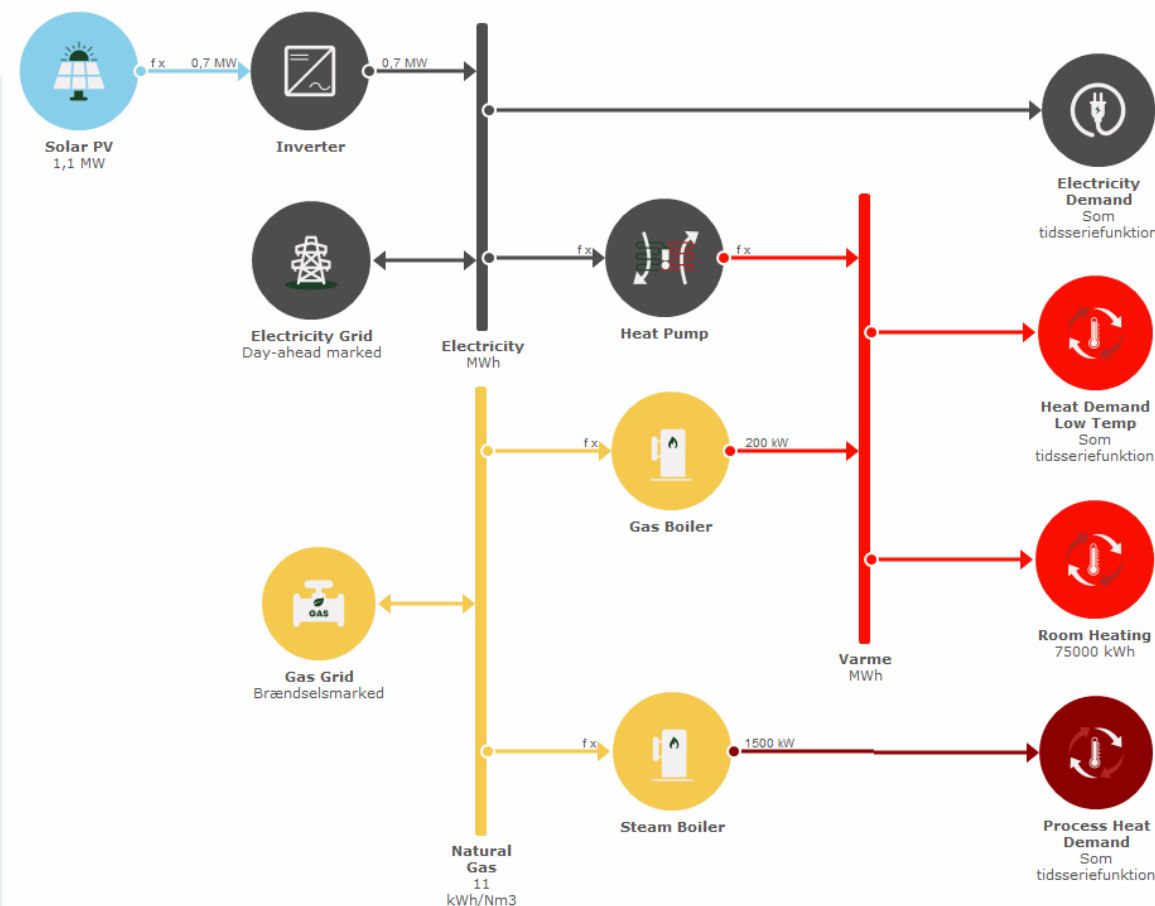 f x
0,7 MW
0,7 MW
Solar PV
1,1 MW
Inverter
Electricity
Demand
Som
tidsseriefunktion
f x
f x
Electricity Grid
Day-ahead marked
Electricity
MWh
Heat Pump
Heat Demand
Low Temp
Som
tidsseriefunktion
f x
200 kW
Gas Boiler
GAS
Gas Grid
Brændselsmarked
Room Heating
75000 kWh
Varme
MWh
f x
1500 kW
Steam Boiler
Process Heat
Demand
Som
tidsseriefunktion
Natural
Gas
11
kWh/Nm3